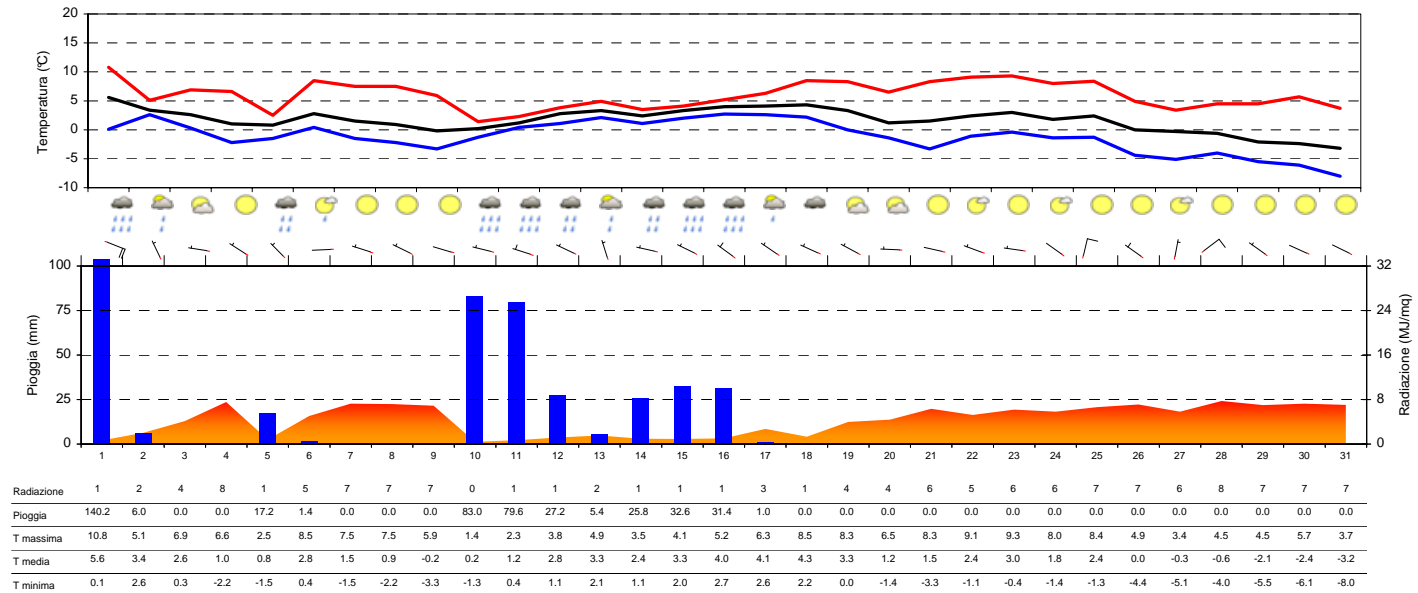 20
15
10
5
0
-5
-10
Temperatura (°C)
100
75
50
25
0
Pioggia (mm)
32
24
16
8
0
Radiazione (MJ/mq)
1 2 3 4 5 6 7 8 9 10 11 12 13 14 15 16 17 18 19 20 21 22 23 24 25 26 27 28 29 30 31
Radiazione 1 2 4 8 1 5 7 7 7 0 1 1 2 1 1 1 3 1 4 4 6 5 6 6 7 7 6 8 7 7 7
Pioggia 140.2 6.0 0.0 0.0 17.2 1.4 0.0 0.0 0.0 83.0 79.6 27.2 5.4 25.8 32.6 31.4 1.0 0.0 0.0 0.0 0.0 0.0 0.0 0.0 0.0 0.0 0.0 0.0 0.0 0.0 0.0
T massima 10.8 5.1 6.9 6.6 2.5 8.5 7.5 7.5 5.9 1.4 2.3 3.8 4.9 3.5 4.1 5.2 6.3 8.5 8.3 6.5 8.3 9.1 9.3 8.0 8.4 4.9 3.4 4.5 4.5 5.7 3.7
T media 5.6 3.4 2.6 1.0 0.8 2.8 1.5 0.9 -0.2 0.2 1.2 2.8 3.3 2.4 3.3 4.0 4.1 4.3 3.3 1.2 1.5 2.4 3.0 1.8 2.4 0.0 -0.3 -0.6 -2.1 -2.4 -3.2
T minima 0.1 2.6 0.3 -2.2 -1.5 0.4 -1.5 -2.2 -3.3 -1.3 0.4 1.1 2.1 1.1 2.0 2.7 2.6 2.2 0.0 -1.4 -3.3 -1.1 -0.4 -1.4 -1.3 -4.4 -5.1 -4.0 -5.5 -6.1 -8.0